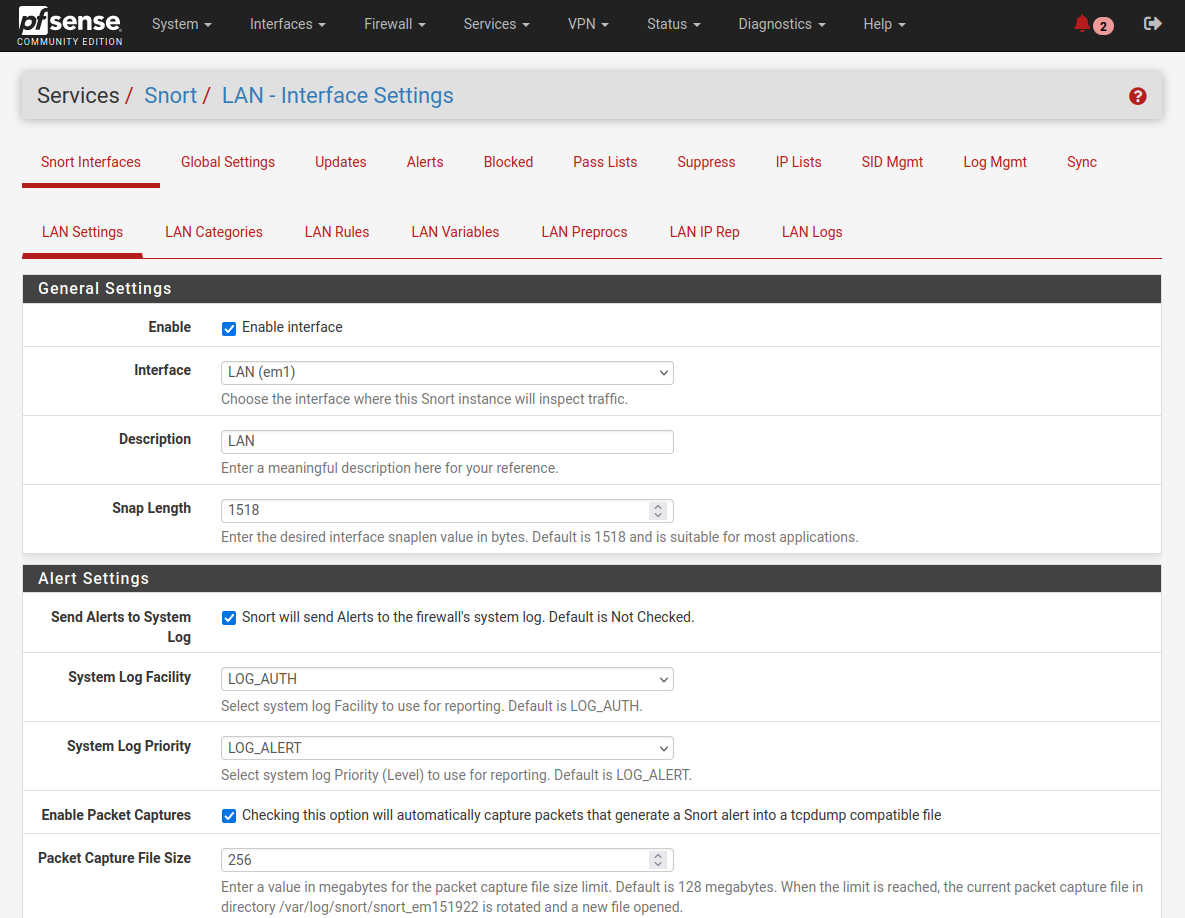 pfsense
COMMUNITY EDITION
System Interfaces Firewall Services VPN Status Diagnostics Help 2
Services / Snort / LAN - Interface Settings
Snort Interfaces Global Settings Updates Alerts Blocked Pass Lists Suppress IP Lists SID Mgmt Log Mgmt Sync
LAN Settings LAN Categories LAN Rules LAN Variables LAN Preprocs LAN IP Rep LAN Logs
General Settings
Enable Enable interface
Interface LAN (em1)
Choose the interface where this Snort instance will inspect traffic.
Description LAN
Enter a meaningful description here for your reference.
Snap Length 1518
Enter the desired interface snaplen value in bytes. Default is 1518 and is suitable for most applications.
Alert Settings
Send Alerts to System Snort will send Alerts to the firewall's system log. Default is Not Checked.
Log
System Log Facility LOG_AUTH
Select system log Facility to use for reporting. Default is LOG_AUTH.
System Log Priority LOG_ALERT
Select system log Priority (Level) to use for reporting. Default is LOG_ALERT.
Enable Packet Captures Checking this option will automatically capture packets that generate a Snort alert into a tcpdump compatible file
Packet Capture File Size 256
Enter a value in megabytes for the packet capture file size limit. Default is 128 megabytes. When the limit is reached, the current packet capture file in
directory /var/log/snort/snort_em151922 is rotated and a new file opened.